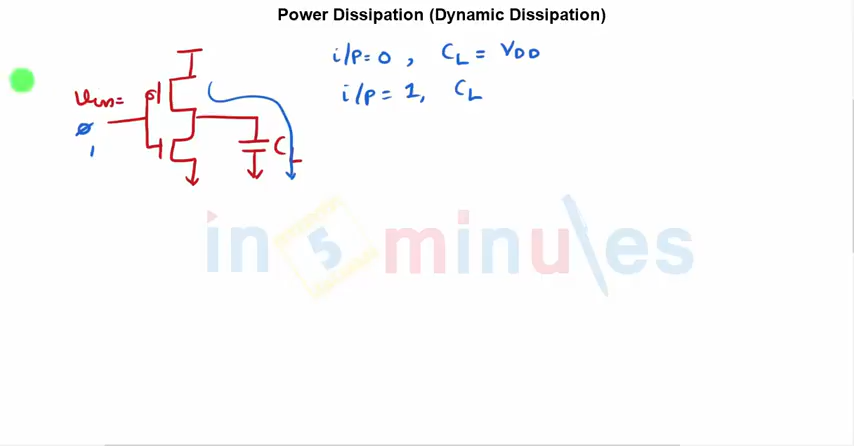 Power Dissipation (Dynamic Dissipation)
i/p = 0 , CL = VDD
i/p = 1, CL
Vin =
0
1
CL
in 5 minutes